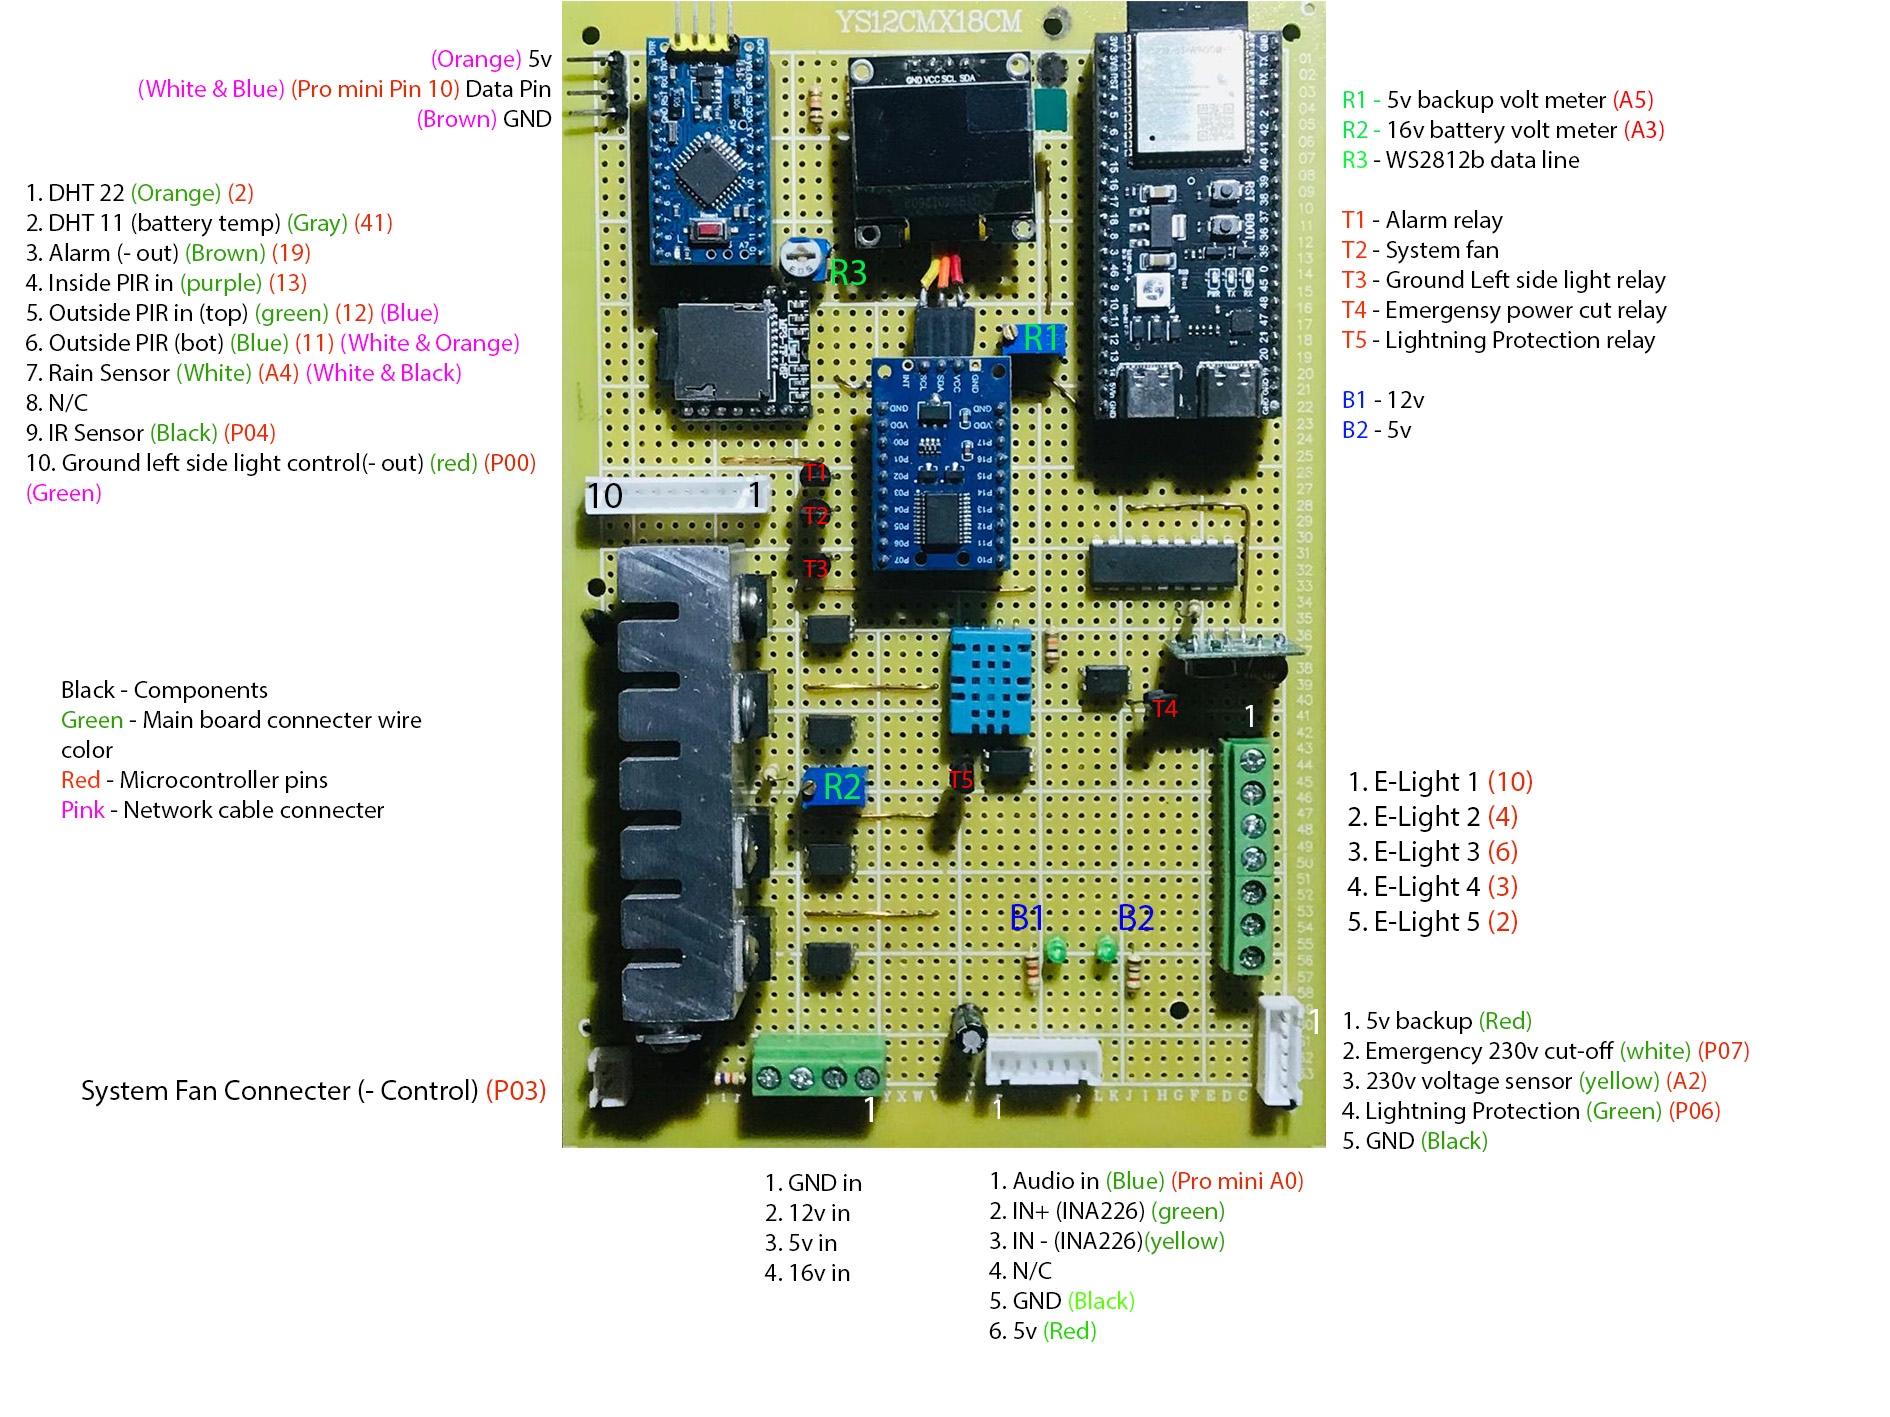 YS12CMX18CM
(Orange) 5v
(White & Blue) (Pro mini Pin 10) Data Pin
(Brown) GND
1. DHT 22 (Orange) (2)
2. DHT 11 (battery temp) (Gray) (41)
3. Alarm (- out) (Brown) (19)
4. Inside PIR in (purple) (13)
5. Outside PIR in (top) (green) (12) (Blue)
6. Outside PIR (bot) (Blue) (11) (White & Orange)
7. Rain Sensor (White) (A4) (White & Black)
8. N/C
9. IR Sensor (Black) (P04)
10. Ground left side light control(- out) (red) (P00)
(Green)
Black - Components
Green - Main board connecter wire
color
Red - Microcontroller pins
Pink - Network cable connecter
System Fan Connecter (- Control) (P03)
GND VCC SCL SDA
R3
R1
INT SCL SDA VCC GND
10 1
T1
T2
T3
T4
T5
R2
1
B1 B2
1
1
1
R1 - 5v backup volt meter (A5)
R2 - 16v battery volt meter (A3)
R3 - WS2812b data line
T1 - Alarm relay
T2 - System fan
T3 - Ground Left side light relay
T4 - Emergensy power cut relay
T5 - Lightning Protection relay
B1 - 12v
B2 - 5v
1. E-Light 1 (10)
2. E-Light 2 (4)
3. E-Light 3 (6)
4. E-Light 4 (3)
5. E-Light 5 (2)
1. 5v backup (Red)
2. Emergency 230v cut-off (white) (P07)
3. 230v voltage sensor (yellow) (A2)
4. Lightning Protection (Green) (P06)
5. GND (Black)
1. GND in
2. 12v in
3. 5v in
4. 16v in
1. Audio in (Blue) (Pro mini A0)
2. IN+ (INA226) (green)
3. IN - (INA226)(yellow)
4. N/C
5. GND (Black)
6. 5v (Red)